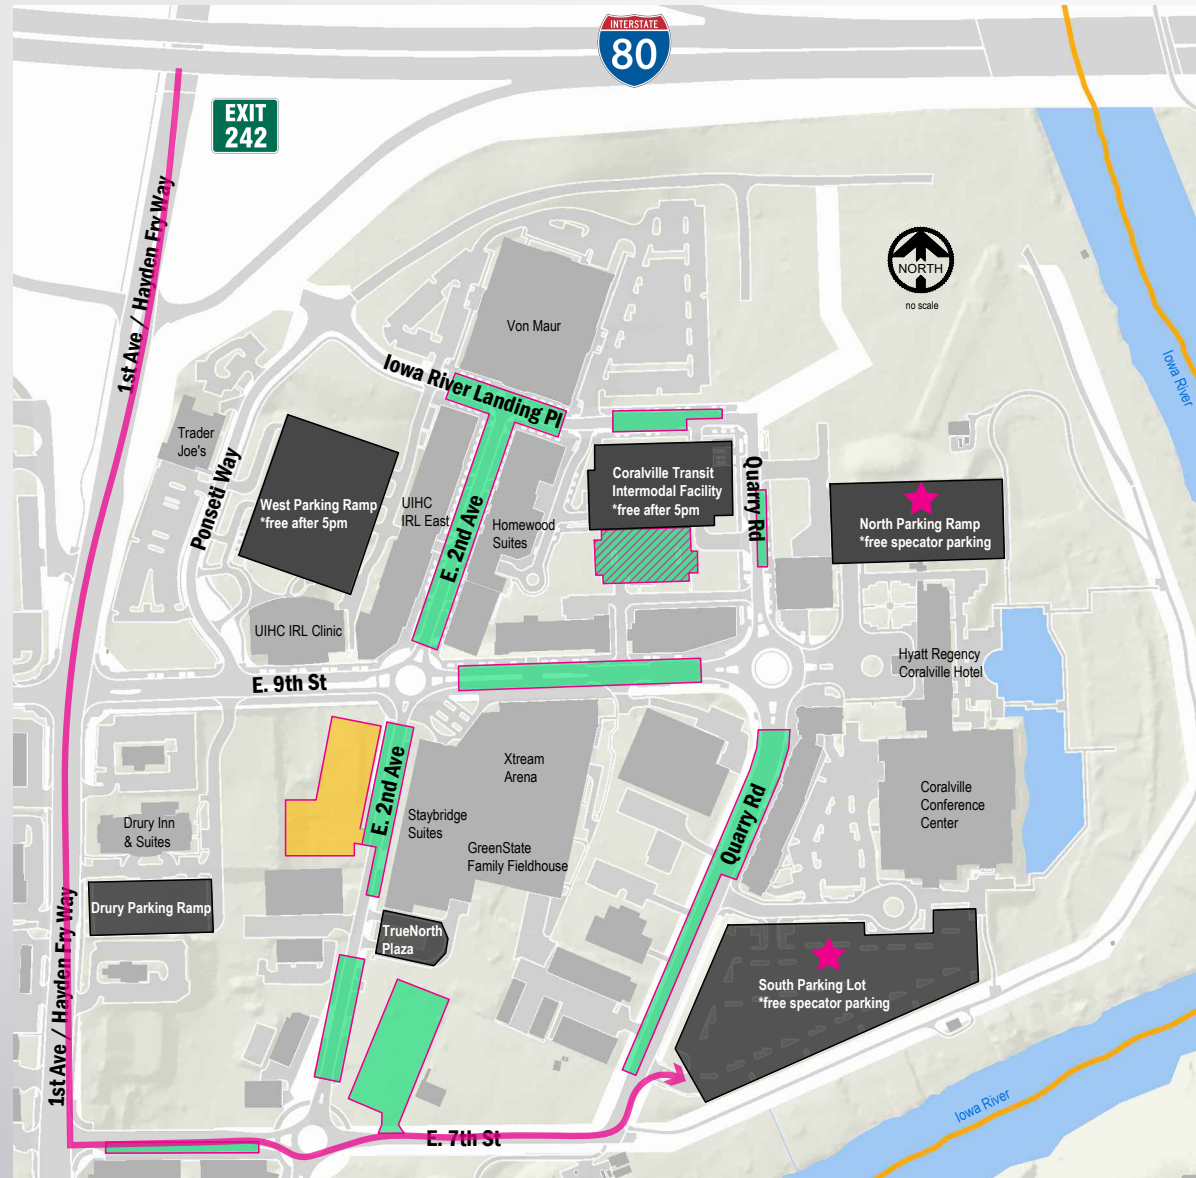 INTERSTATE
80
EXIT
242
1st Ave / Hayden Fry Way
NORTH
no scale
Von Maur
Iowa River Landing Pl
Iowa River
Trader
Joe's
Ponseti Way
West Parking Ramp
*free after 5pm
UIHC
IRL East
E. 2nd Ave
Homewood
Suites
Coralville Transit
Intermodal Facility
*free after 5pm
Quarry Rd
North Parking Ramp
*free specator parking
UIHC IRL Clinic
Hyatt Regency
Coralville Hotel
E. 9th St
Xtream
Arena
E. 2nd Ave
Staybridge
Suites
GreenState
Family Fieldhouse
Quarry Rd
Coralville
Conference
Center
Drury Inn
& Suites
Drury Parking Ramp
TrueNorth
Plaza
South Parking Lot
*free specator parking
1st Ave / Hayden Fry Way
E. 7th St
Iowa River